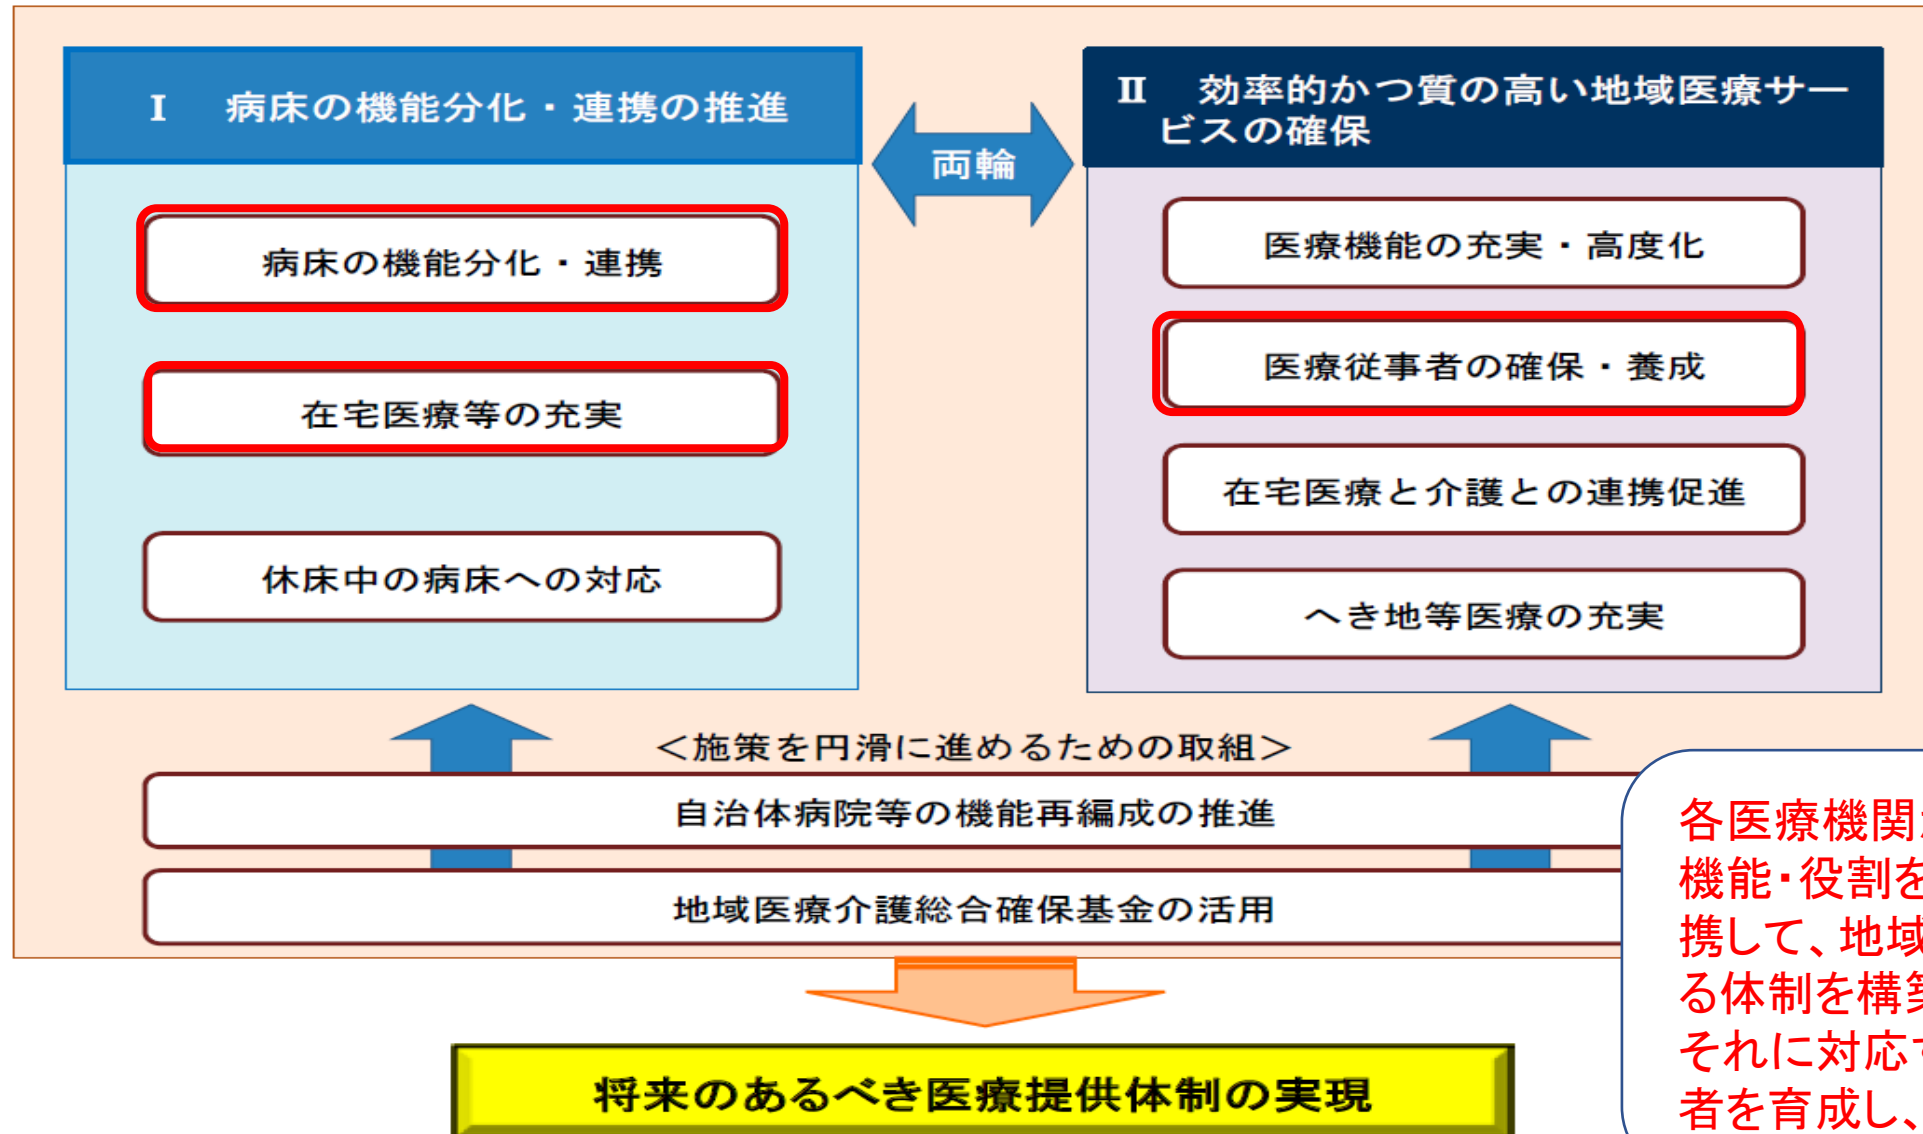 Ⅰ 病床の機能分化・連携の推進
病床の機能分化・連携
在宅医療等の充実
休床中の病床への対応
両輪
Ⅱ 効率的かつ質の高い地域医療サー
ビスの確保
医療機能の充実・高度化
医療従事者の確保・養成
在宅医療と介護との連携促進
へき地等医療の充実
＜施策を円滑に進めるための取組＞
自治体病院等の機能再編成の推進
地域医療介護総合確保基金の活用
各医療機関
機能・役割を
携して、地域
る体制を構築
それに対応
者を育成し、
将来のあるべき医療提供体制の実現